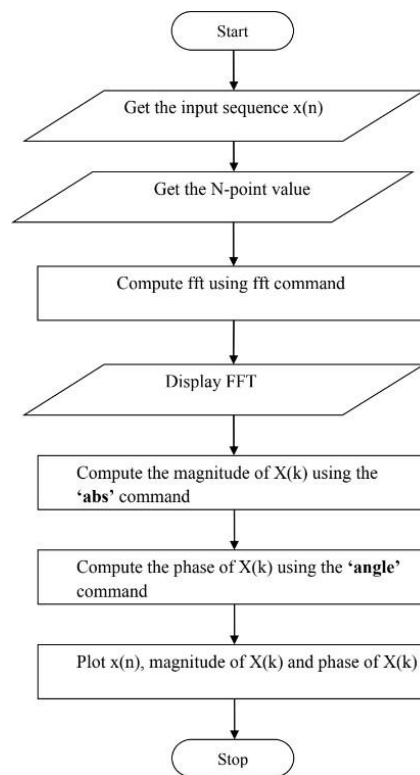 Start
Get the input sequence x(n)
Get the N-point value
Compute fft using fft command
Display FFT
Compute the magnitude of X(k) using the
‘abs’ command
Compute the phase of X(k) using the ‘angle’
command
Plot x(n), magnitude of X(k) and phase of X(k)
Stop